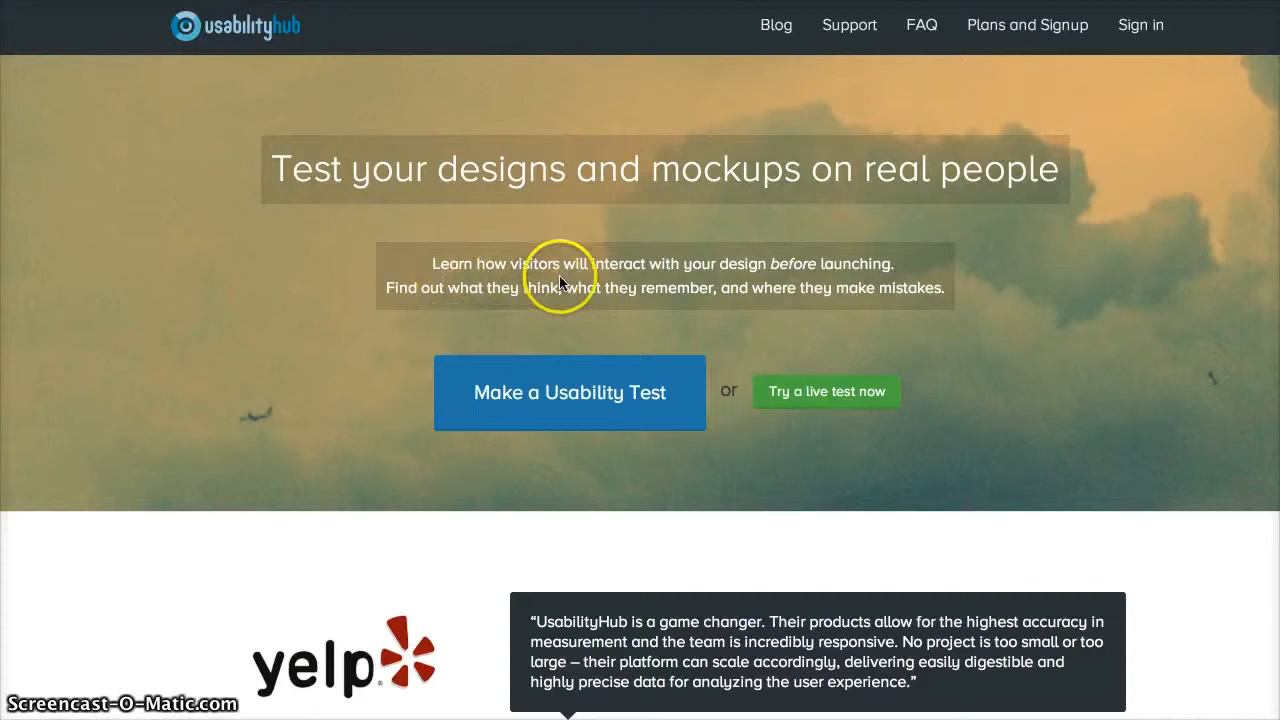 usabilityhub
Blog Support FAQ Plans and Signup Sign in
Test your designs and mockups on real people
Learn how visitors will interact with your design before launching.
Find out what they think, what they remember, and where they make mistakes.
Make a Usability Test or Try a live test now
yelp
“UsabilityHub is a game changer. Their products allow for the highest accuracy in
measurement and the team is incredibly responsive. No project is too small or too
large – their platform can scale accordingly, delivering easily digestible and
highly precise data for analyzing the user experience.”
Screencast-O-Matic.com